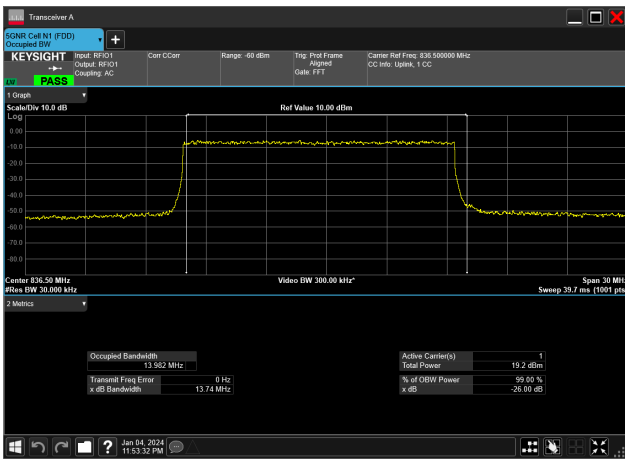 Transceiver A
5GNR Cell N1 (FDD)
Occupied BW
KEYSIGHT
PASS
Input: RFIO1
Output: RFIO1
Coupling: AC
Corr CCorr
Range: -60 dBm
Trig: Prot Frame
Aligned
Gate: FFT
Carrier Ref Freq: 836.500000 MHz
CC Info: Uplink, 1 CC
1 Graph
Scale/Div 10.0 dB
Ref Value 10.00 dBm
Log
0.00
-10.0
-20.0
-30.0
-40.0
-50.0
-60.0
-70.0
-80.0
Center 836.50 MHz
Video BW 300.00 kHz^
Span 30 MHz
#Res BW 30.000 kHz
Sweep 39.7 ms (1001 pts
2 Metrics
Occupied Bandwidth
13.982 MHz
Active Carrier(s) 1
Total Power 19.2 dBm
Transmit Freq Error 0 Hz
x dB Bandwidth 13.74 MHz
% of OBW Power 99.00 %
x dB -26.00 dB
Jan 04, 2024
11:53:32 PM